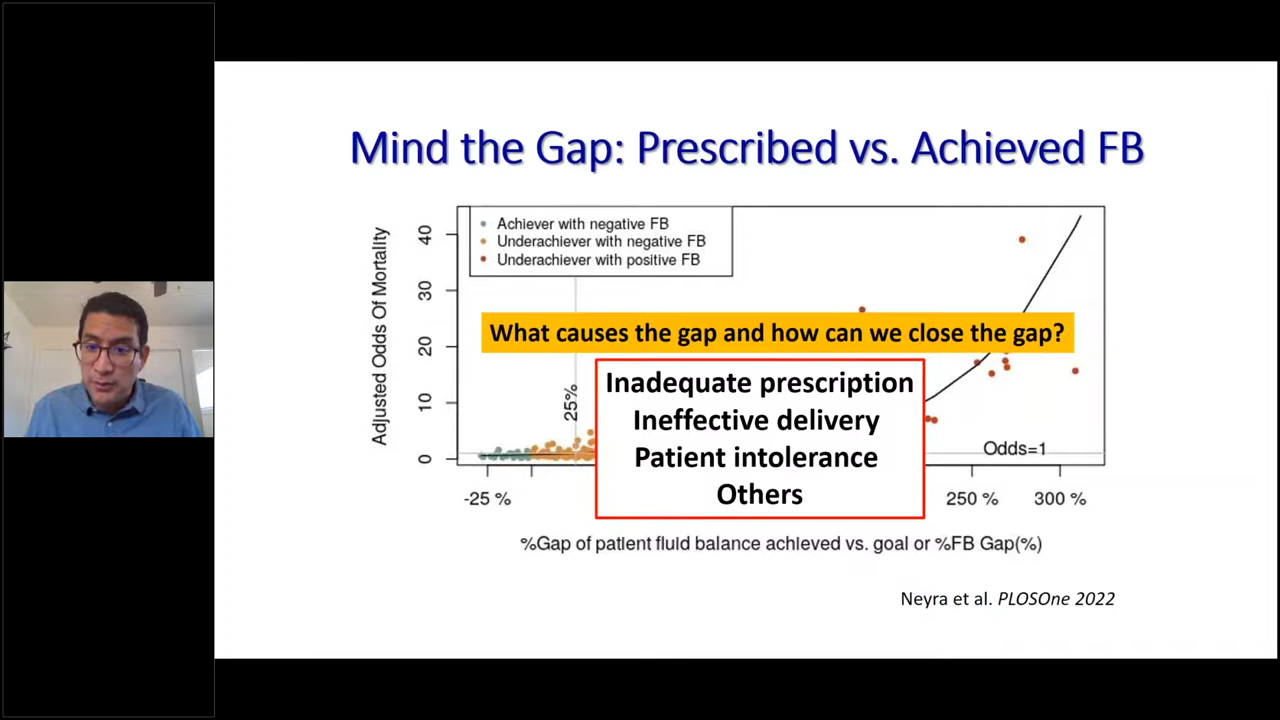 Mind the Gap: Prescribed vs. Achieved FB
Adjusted Odds Of Mortality
40
30
20
10
0
Achiever with negative FB
Underachiever with negative FB
Underachiever with positive FB
What causes the gap and how can we close the gap?
25%
Inadequate prescription
Ineffective delivery
Patient intolerance
Others
Odds=1
-25 %
250 %
300 %
%Gap of patient fluid balance achieved vs. goal or %FB Gap(%)
Neyra et al. PLOSOne 2022